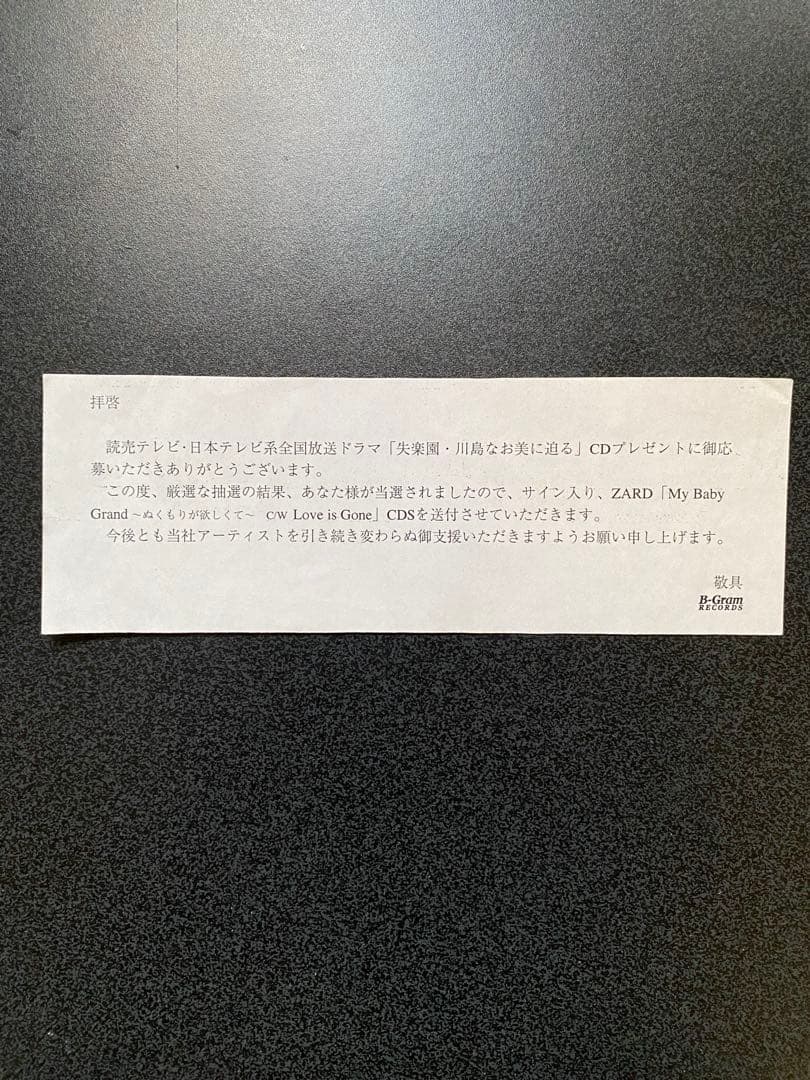 拝啓
読売テレビ・日本テレビ系全国放送ドラマ「失楽園・川島なお美に迫る」CDプレゼントに御応
募いただきありがとうございます。
この度、厳選な抽選の結果、あなた様が当選されましたので、サイン入り、ZARD「My Baby
Grand ～ぬくもりが欲しくて～ C/W Love is Gone」CDSを送付させていただきます。
今後とも当社アーティストを引き続き変わらぬ御支援いただきますようお願い申し上げます。
敬具
B-Gram
RECORDS